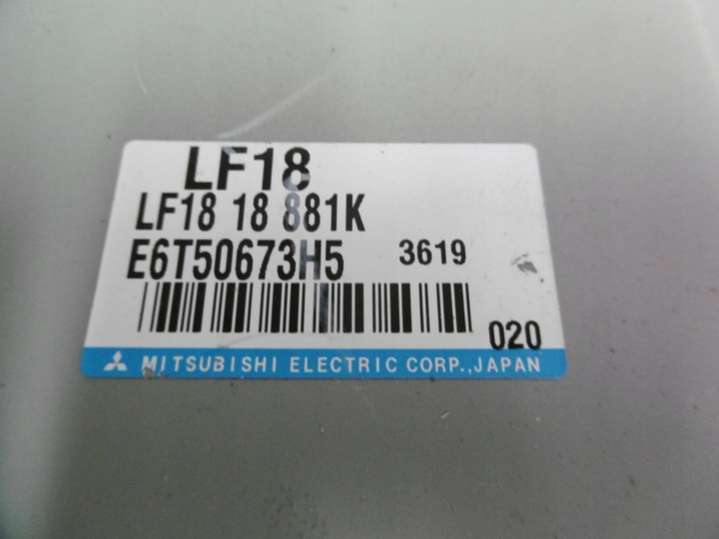 LF18
LF18 18 881K
E6T50673H5 3619
020
MITSUBISHI ELECTRIC CORP.,JAPAN